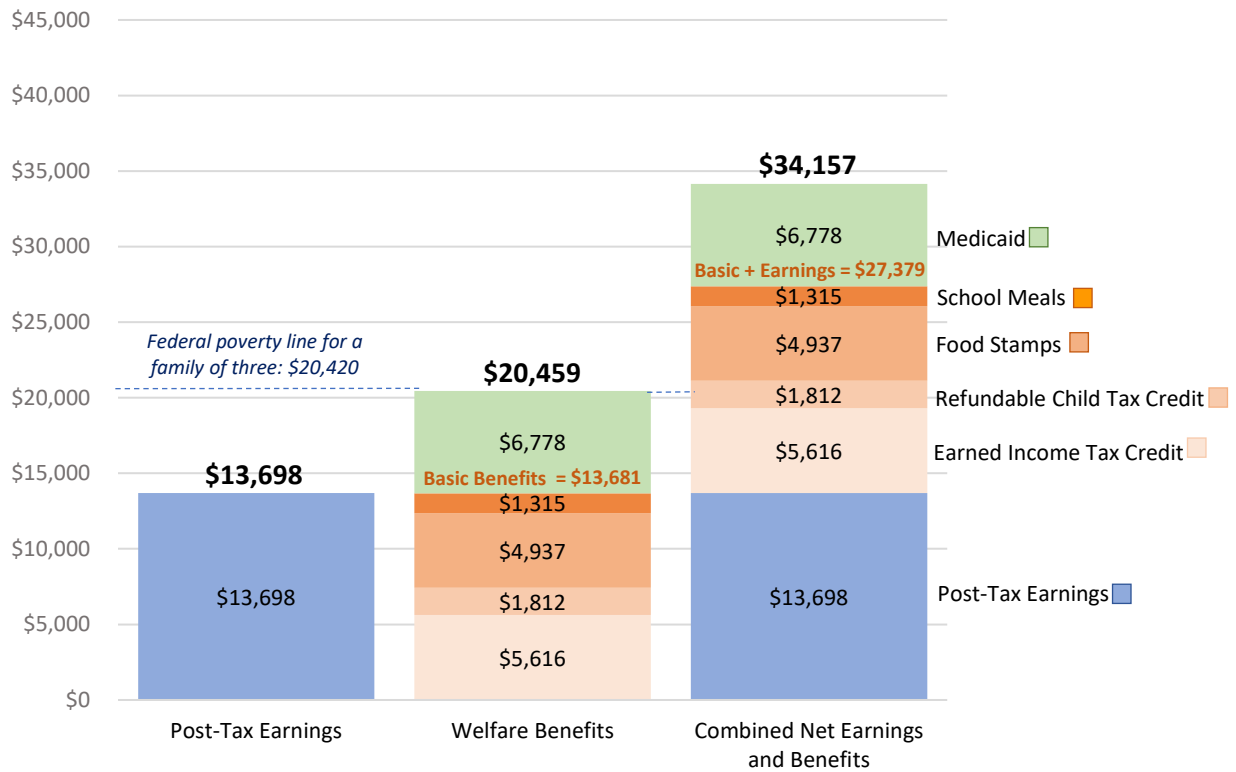 $45,000
$40,000
$35,000
$30,000
$25,000
$20,000
$15,000
$10,000
$5,000
$0
Federal poverty line for a
family of three: $20,420
$13,698
$13,698
$20,459
$6,778
Basic Benefits = $13,681
$1,315
$4,937
$1,812
$5,616
$34,157
$6,778
Basic + Earnings = $27,379
$1,315
$4,937
$1,812
$5,616
$13,698
Medicaid
School Meals
Food Stamps
Refundable Child Tax Credit
Earned Income Tax Credit
Post-Tax Earnings
Post-Tax Earnings
Welfare Benefits
Combined Net Earnings
and Benefits